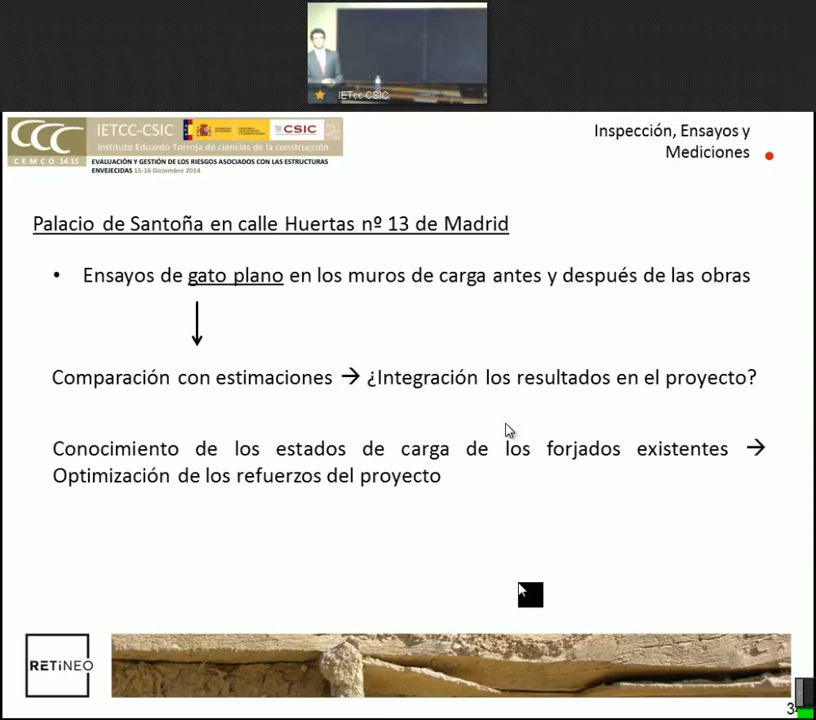 IETcc CSIC
CCC
CEMCO 14.15
IETCC-CSIC
CSIC
Instituto Eduardo Torroja de ciencias de la construcción
EVALUACIÓN Y GESTIÓN DE LOS RIESGOS ASOCIADOS CON LAS ESTRUCTURAS
ENVEJECIDAS 15-16 Diciembre 2014
Inspección, Ensayos y
Mediciones
Palacio de Santoña en calle Huertas nº 13 de Madrid
• Ensayos de gato plano en los muros de carga antes y después de las obras
Comparación con estimaciones → ¿Integración los resultados en el proyecto?
Conocimiento de los estados de carga de los forjados existentes →
Optimización de los refuerzos del proyecto
RETINEO